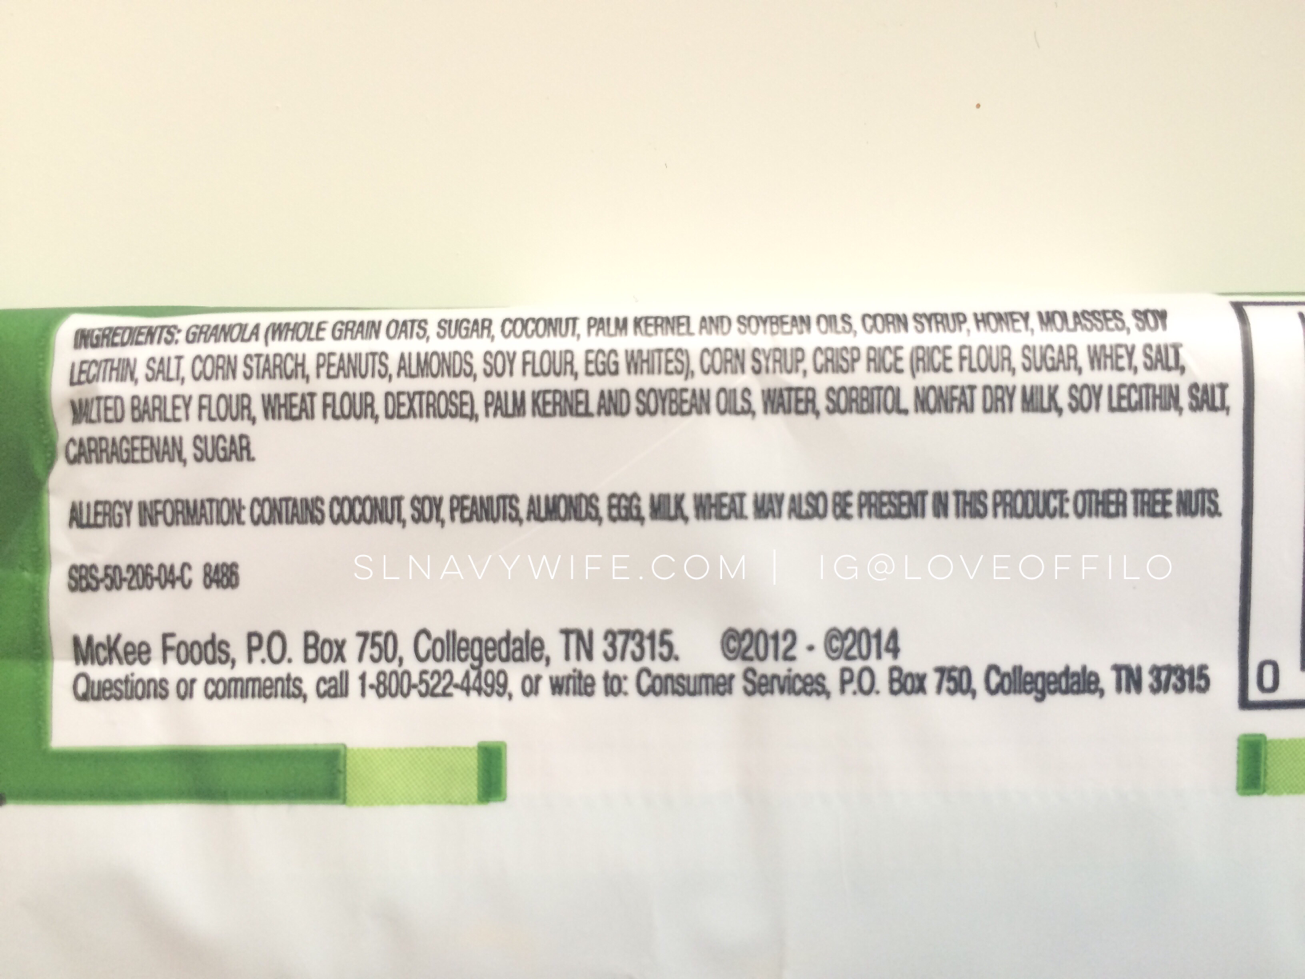 INGREDIENTS: GRANOLA (WHOLE GRAIN OATS, SUGAR, COCONUT, PALM KERNEL AND SOYBEAN OILS, CORN SYRUP, HONEY, MOLASSES, SOY
LECITHIN, SALT, CORN STARCH, PEANUTS, ALMONDS, SOY FLOUR, EGG WHITES), CORN SYRUP, CRISP RICE (RICE FLOUR, SUGAR, WHEY, SALT,
MALTED BARLEY FLOUR, WHEAT FLOUR, DEXTROSE), PALM KERNEL AND SOYBEAN OILS, WATER, SORBITOL, NONFAT DRY MILK, SOY LECITHIN, SALT,
CARRAGEENAN, SUGAR.
ALLERGY INFORMATION: CONTAINS COCONUT, SOY, PEANUTS, ALMONDS, EGG, MILK, WHEAT. MAY ALSO BE PRESENT IN THIS PRODUCT: OTHER TREE NUTS.
SBS-50-206-04-C 8486
SLNAVYWIFE.COM | IG@LOVEOFFILO
McKee Foods, P.O. Box 750, Collegedale, TN 37315. ©2012 - ©2014
Questions or comments, call 1-800-522-4499, or write to: Consumer Services, P.O. Box 750, Collegedale, TN 37315
0